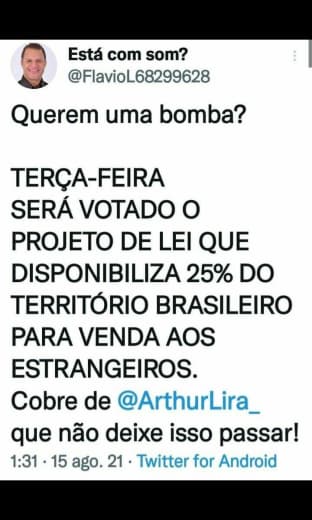 Está com som?
@FlavioL68299628
Querem uma bomba?
TERÇA-FEIRA
SERÁ VOTADO O
PROJETO DE LEI QUE
DISPONIBILIZA 25% DO
TERRITÓRIO BRASILEIRO
PARA VENDA AOS
ESTRANGEIROS.
Cobre de @ArthurLira_
que não deixe isso passar!
1:31 · 15 ago. 21 · Twitter for Android